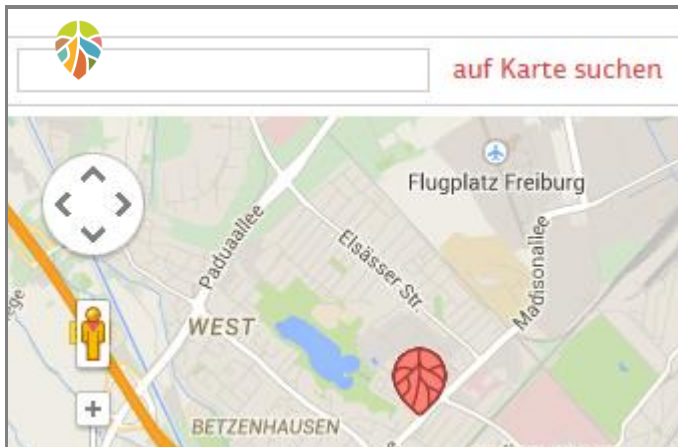 auf Karte suchen
Flugplatz Freiburg
Paduaallee
Elsässer Str.
Madisonallee
WEST
+
BETZENHAUSEN